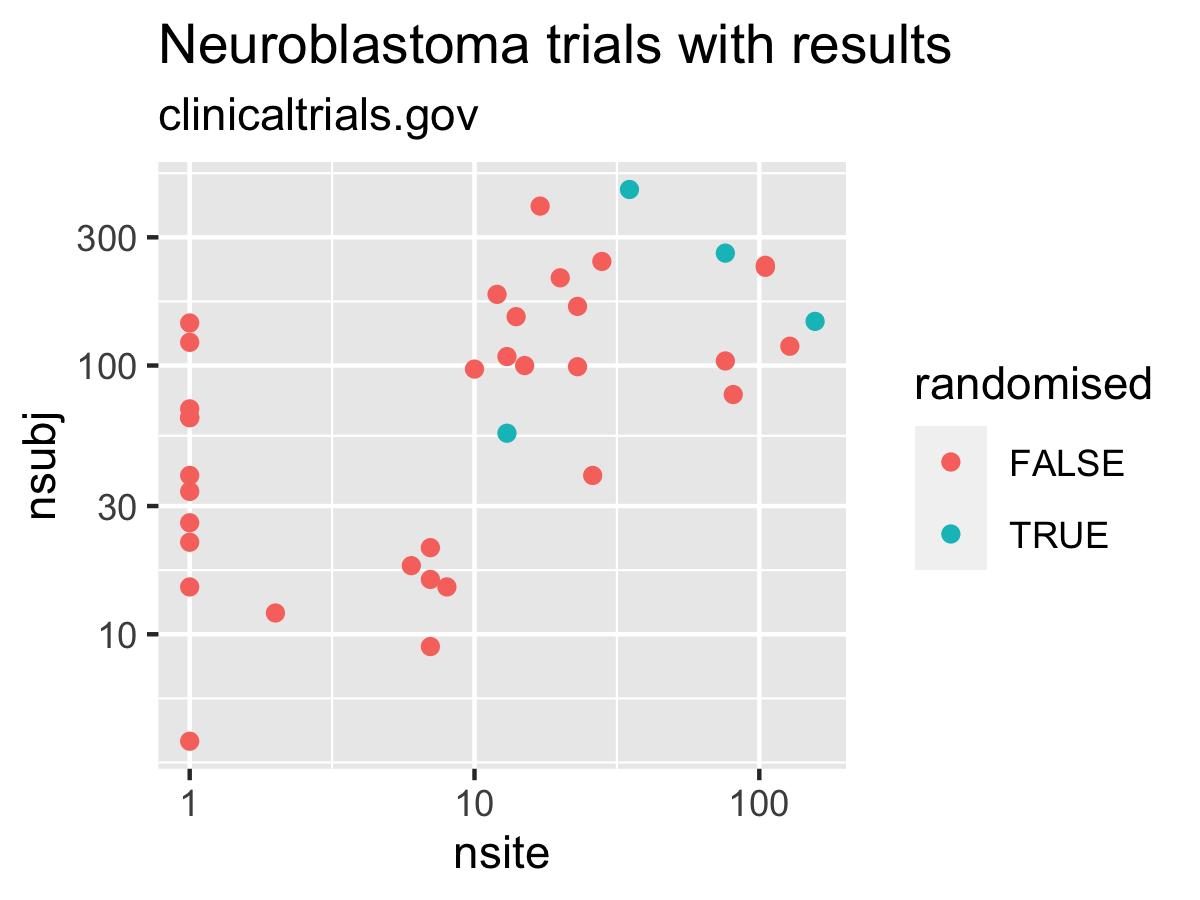 Neuroblastoma trials with results
clinicaltrials.gov
300
100
30
10
nsubj
1 10 100
nsite
randomised
FALSE
TRUE